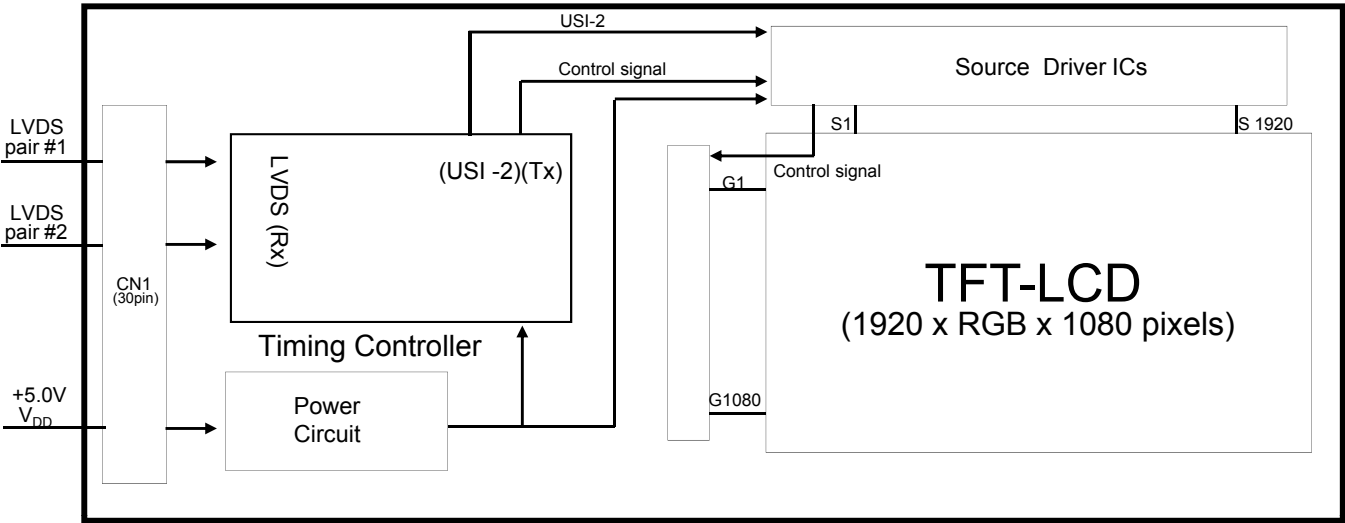 USI-2
Control signal
Source  Driver ICs
S1
S 1920
LVDS
pair #1
LVDS
pair #2
CN1
(30pin)
LVDS (Rx)
(USI -2)(Tx)
Timing Controller
Control signal
G1
TFT-LCD
(1920 x RGB x 1080 pixels)
G1080
+5.0V
VDD
Power
Circuit